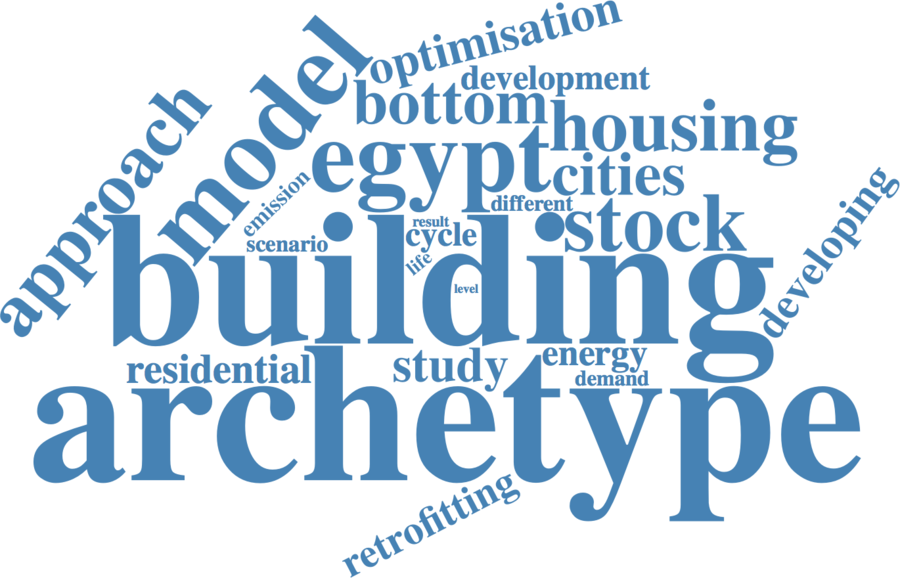 optimisation
development
model
bottom
approach
housing
egypt
cities
emission
different
stock
developing
result
scenario
cycle
life
building
level
residential
study
energy
demand
archetype
retrofitting